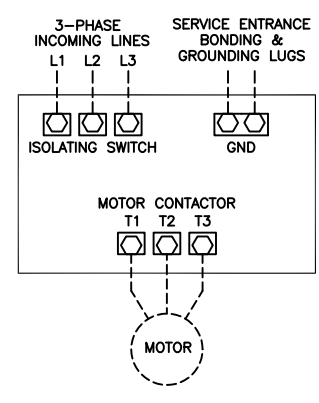 3-PHASE
INCOMING LINES
L1 L2 L3
SERVICE ENTRANCE
BONDING &
GROUNDING LUGS
ISOLATING SWITCH
GND
MOTOR CONTACTOR
T1 T2 T3
MOTOR